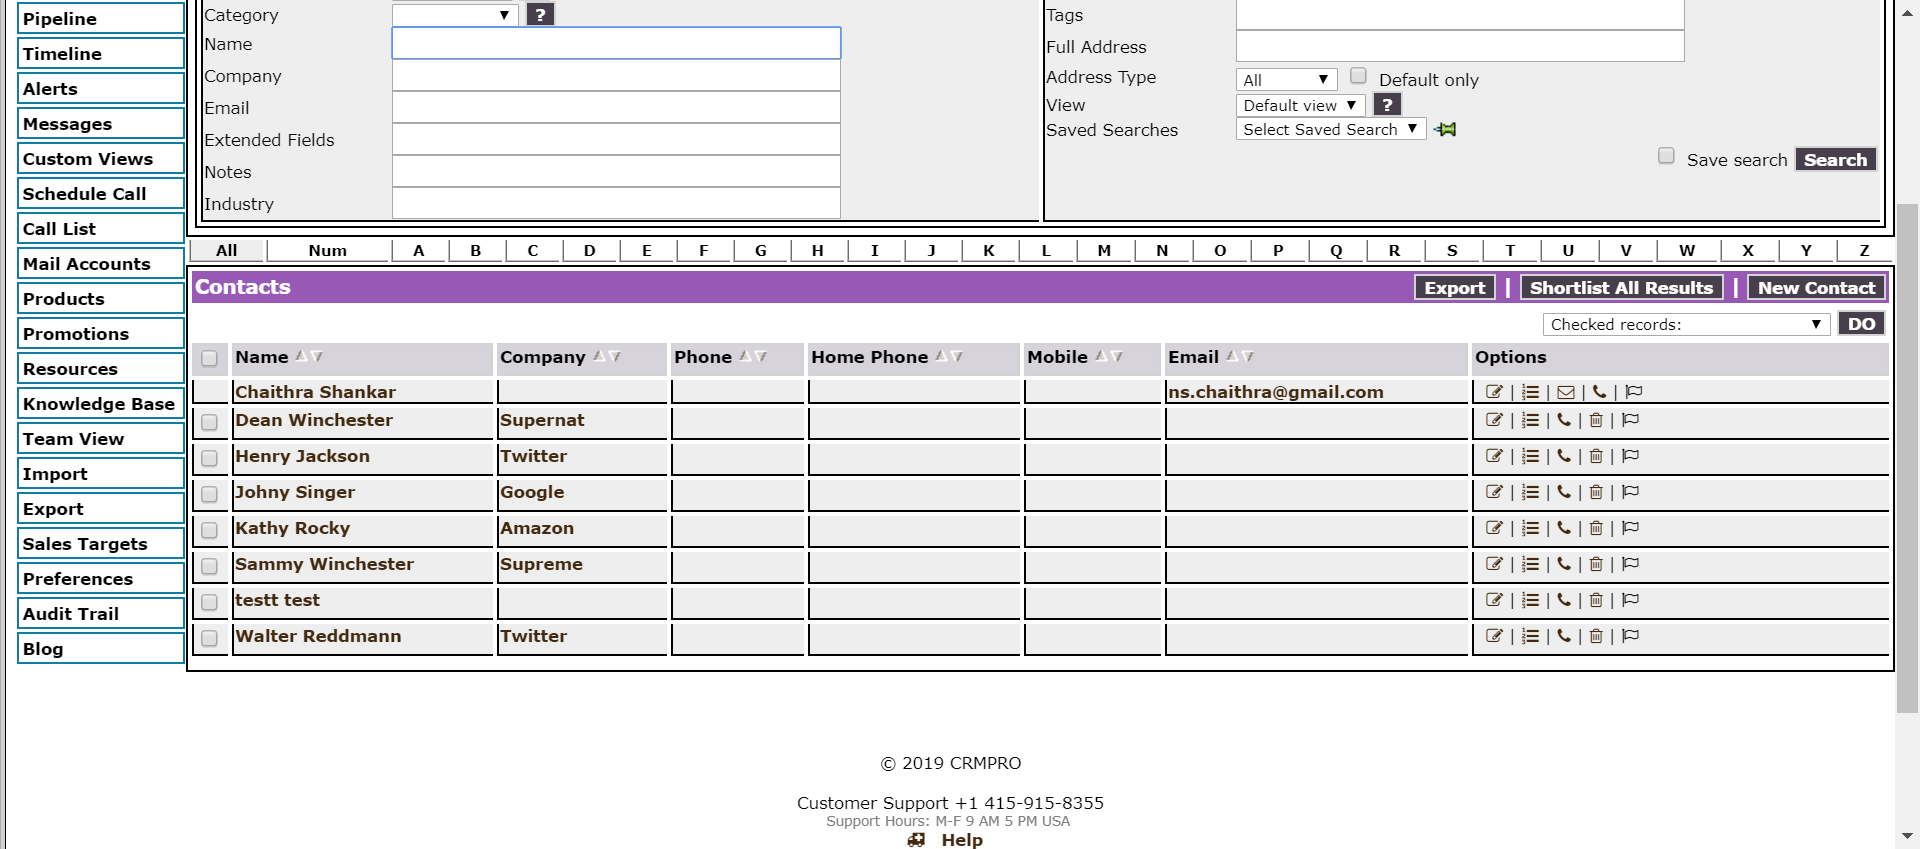 Pipeline
Timeline
Alerts
Messages
Custom Views
Schedule Call
Call List
Mail Accounts
Products
Promotions
Resources
Knowledge Base
Team View
Import
Export
Sales Targets
Preferences
Audit Trail
Blog
Category ?
Name
Company
Email
Extended Fields
Notes
Industry
Tags
Full Address
Address Type All Default only
View Default view ?
Saved Searches Select Saved Search
Save search Search
All Num A B C D E F G H I J K L M N O P Q R S T U V W X Y Z
Contacts Export | Shortlist All Results | New Contact
Checked records: DO
Name Company Phone Home Phone Mobile Email Options
Chaithra Shankar ns.chaithra@gmail.com | | | |
Dean Winchester Supernat | | | |
Henry Jackson Twitter | | | |
Johny Singer Google | | | |
Kathy Rocky Amazon | | | |
Sammy Winchester Supreme | | | |
testt test | | | |
Walter Reddmann Twitter | | | |
© 2019 CRMPRO
Customer Support +1 415-915-8355
Support Hours: M-F 9 AM 5 PM USA
Help